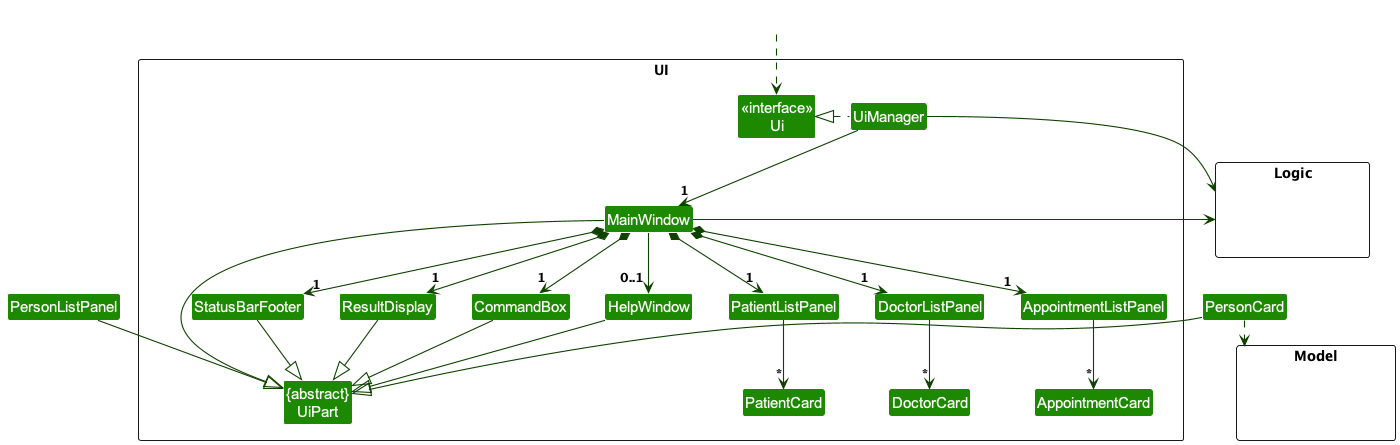 UI
«interface»
Ui
UiManager
Logic
1
MainWindow
1
1
1
0..1
1
1
1
PersonListPanel
StatusBarFooter
ResultDisplay
CommandBox
HelpWindow
PatientListPanel
DoctorListPanel
AppointmentListPanel
PersonCard
Model
*
*
*
{abstract}
UiPart
PatientCard
DoctorCard
AppointmentCard